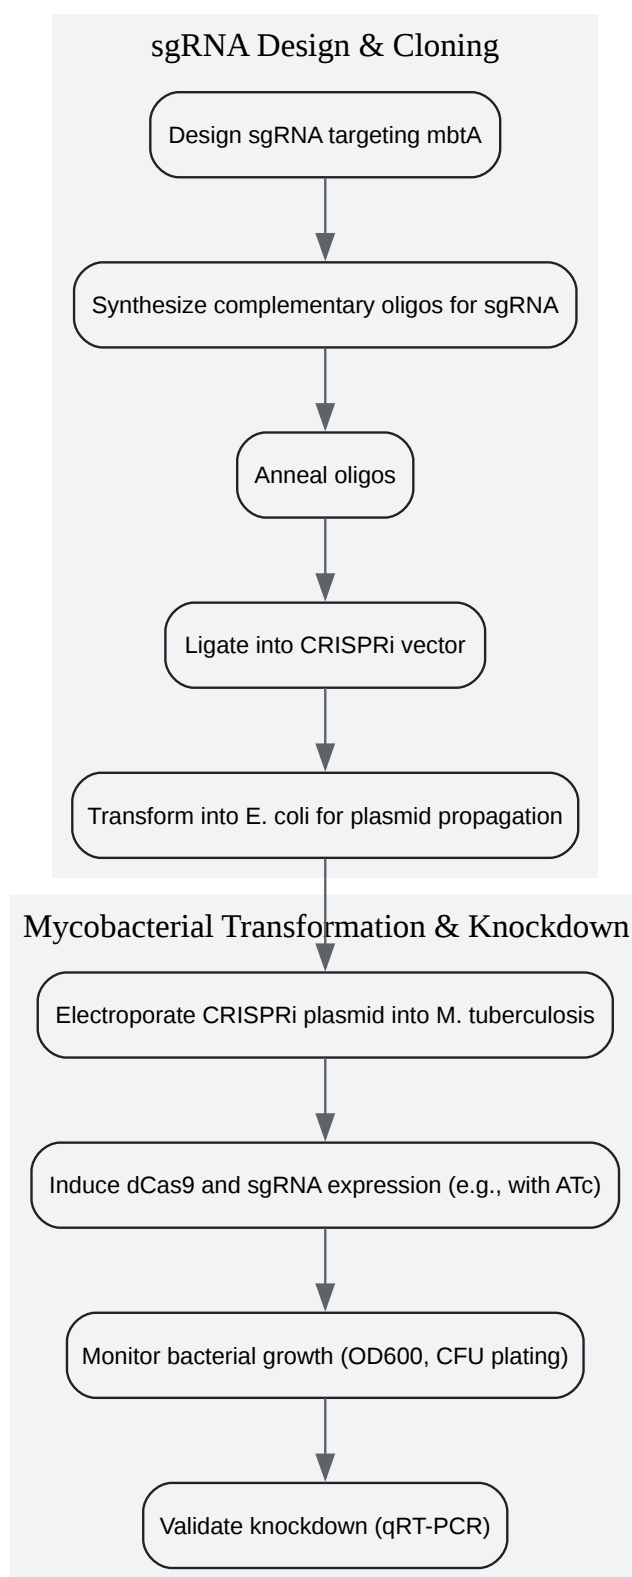 sgRNA Design & Cloning
Design sgRNA targeting mbtA
Synthesize complementary oligos for sgRNA
Anneal oligos
Ligate into CRISPRi vector
Transform into E. coli for plasmid propagation
Mycobacterial Transformation & Knockdown
Electroporate CRISPRi plasmid into M. tuberculosis
Induce dCas9 and sgRNA expression (e.g., with ATc)
Monitor bacterial growth (OD600, CFU plating)
Validate knockdown (qRT-PCR)